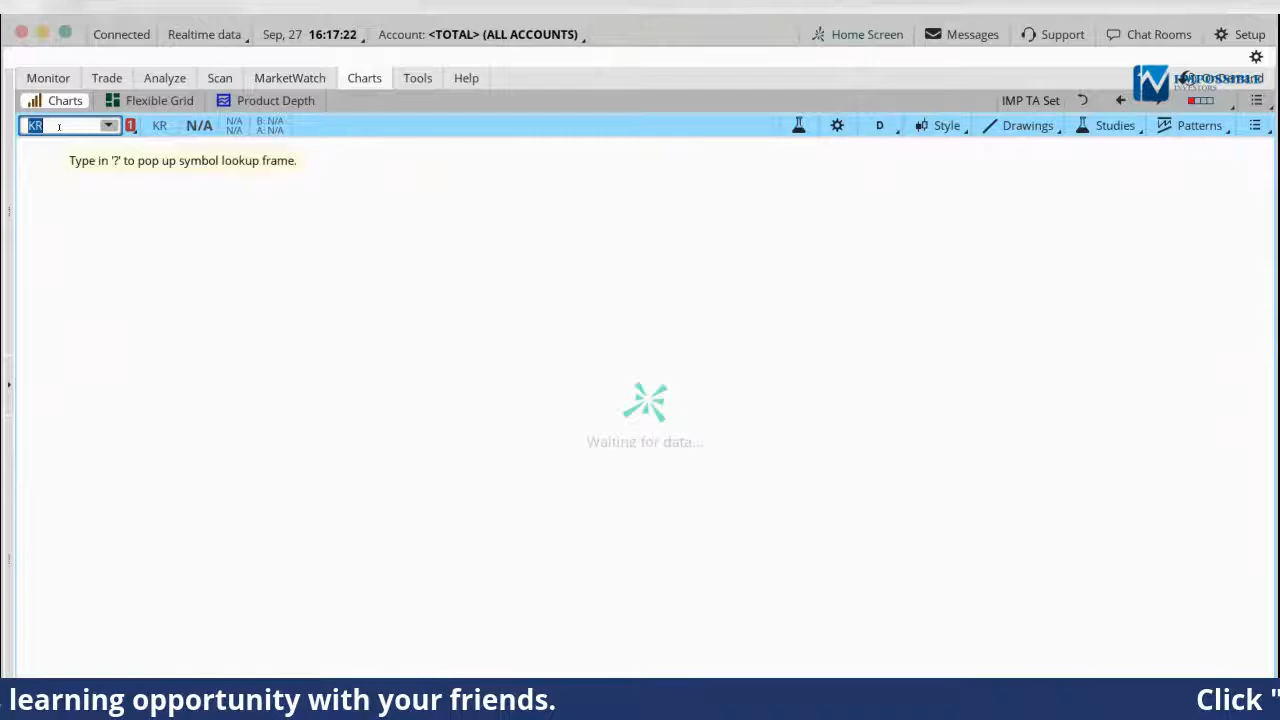 Connected Realtime data Sep, 27 16:17:22 Account: <TOTAL> (ALL ACCOUNTS) Home Screen Messages Support Chat Rooms Setup
Monitor Trade Analyze Scan MarketWatch Charts Tools Help
IMPOSSIBLE
INVESTORS
Charts Flexible Grid Product Depth IMP TA Set
KR 1 KR N/A N/A N/A B: N/A A: N/A D Style Drawings Studies Patterns
Type in '?' to pop up symbol lookup frame.
Waiting for data...
learning opportunity with your friends. Click "